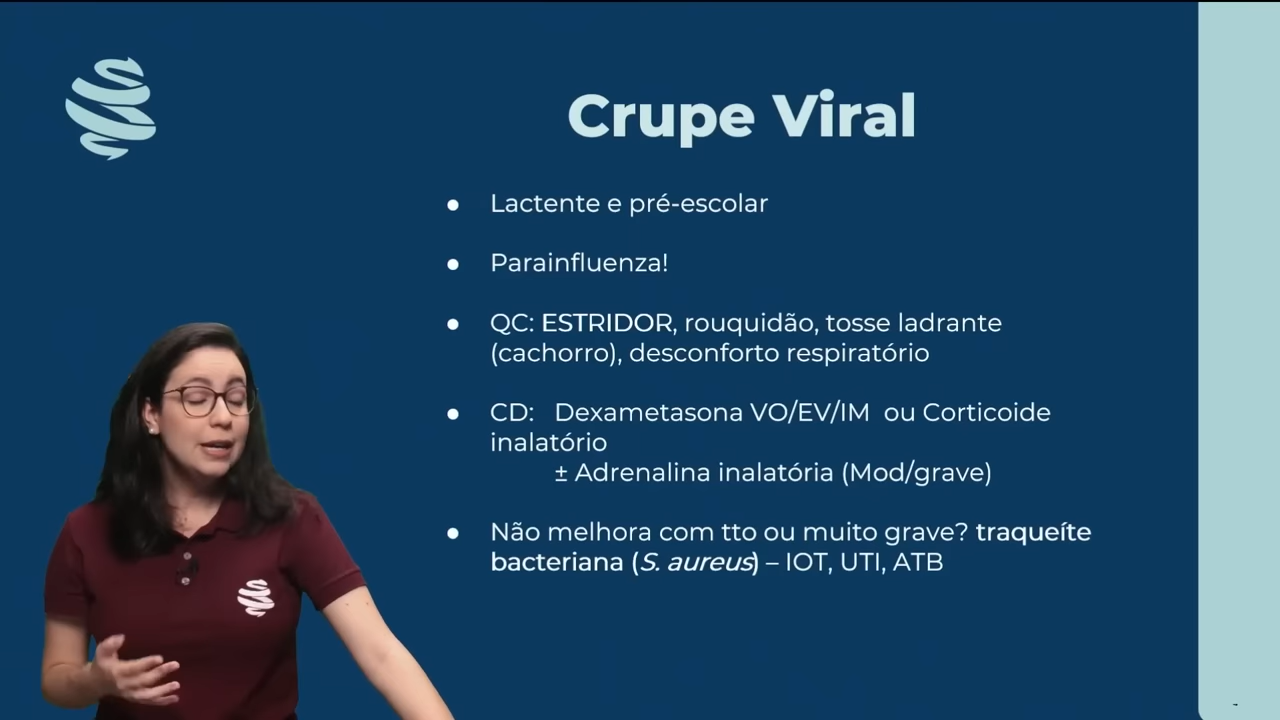 Crupe Viral
● Lactente e pré-escolar
● Parainfluenza!
● QC: ESTRIDOR, rouquidão, tosse ladrante
(cachorro), desconforto respiratório
● CD: Dexametasona VO/EV/IM ou Corticoide
inalatório
± Adrenalina inalatória (Mod/grave)
● Não melhora com tto ou muito grave? traqueíte
bacteriana (S. aureus) – IOT, UTI, ATB